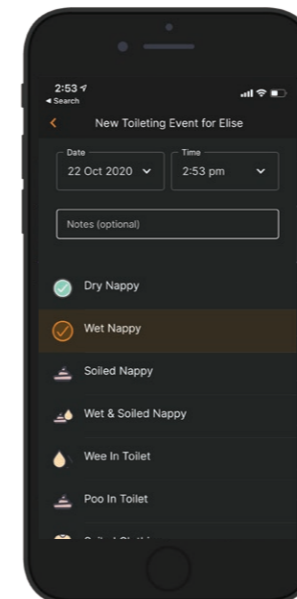 2:53
Search
New Toileting Event for Elise
Date
Time
22 Oct 2020
2:53 pm
Notes (optional)
Dry Nappy
Wet Nappy
Soiled Nappy
Wet & Soiled Nappy
Wee In Toilet
Poo In Toilet